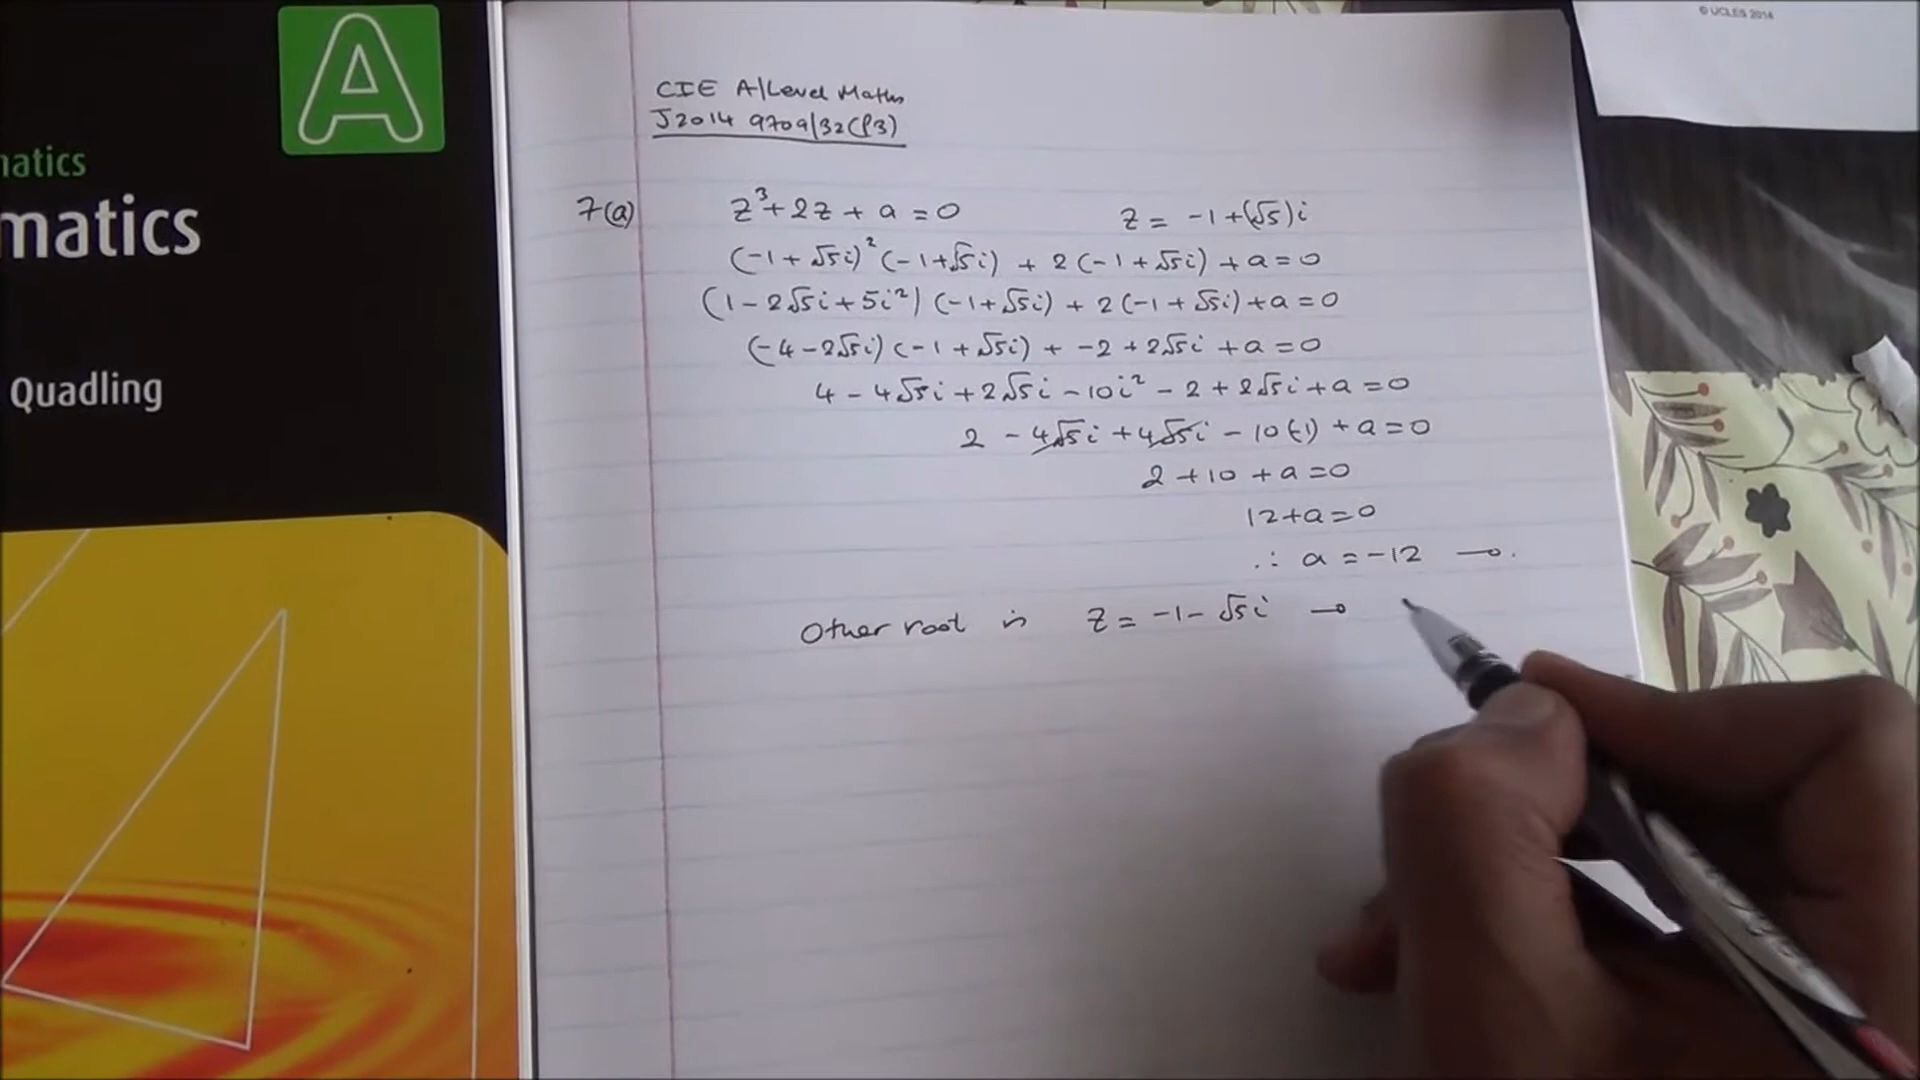 A
natics
matics
Quadling
© UCLES 2014
CIE A/Level Maths
J2014 9709/32(P3)
7(a) z³+2z + a = 0 z = -1+(√5)i
(-1+√5i)²(-1+√5i) + 2(-1+√5i) + a = 0
(1-2√5i+5i²)(-1+√5i) + 2(-1+√5i)+a = 0
(-4-2√5i)(-1+√5i) + -2+2√5i +a = 0
4-4√5i+2√5i-10i²-2+2√5i+a = 0
2 -4√5i +4√5i -10(-1) +a = 0
2+10+a=0
12+a=0
∴ a = -12
Other root is z = -1-√5i